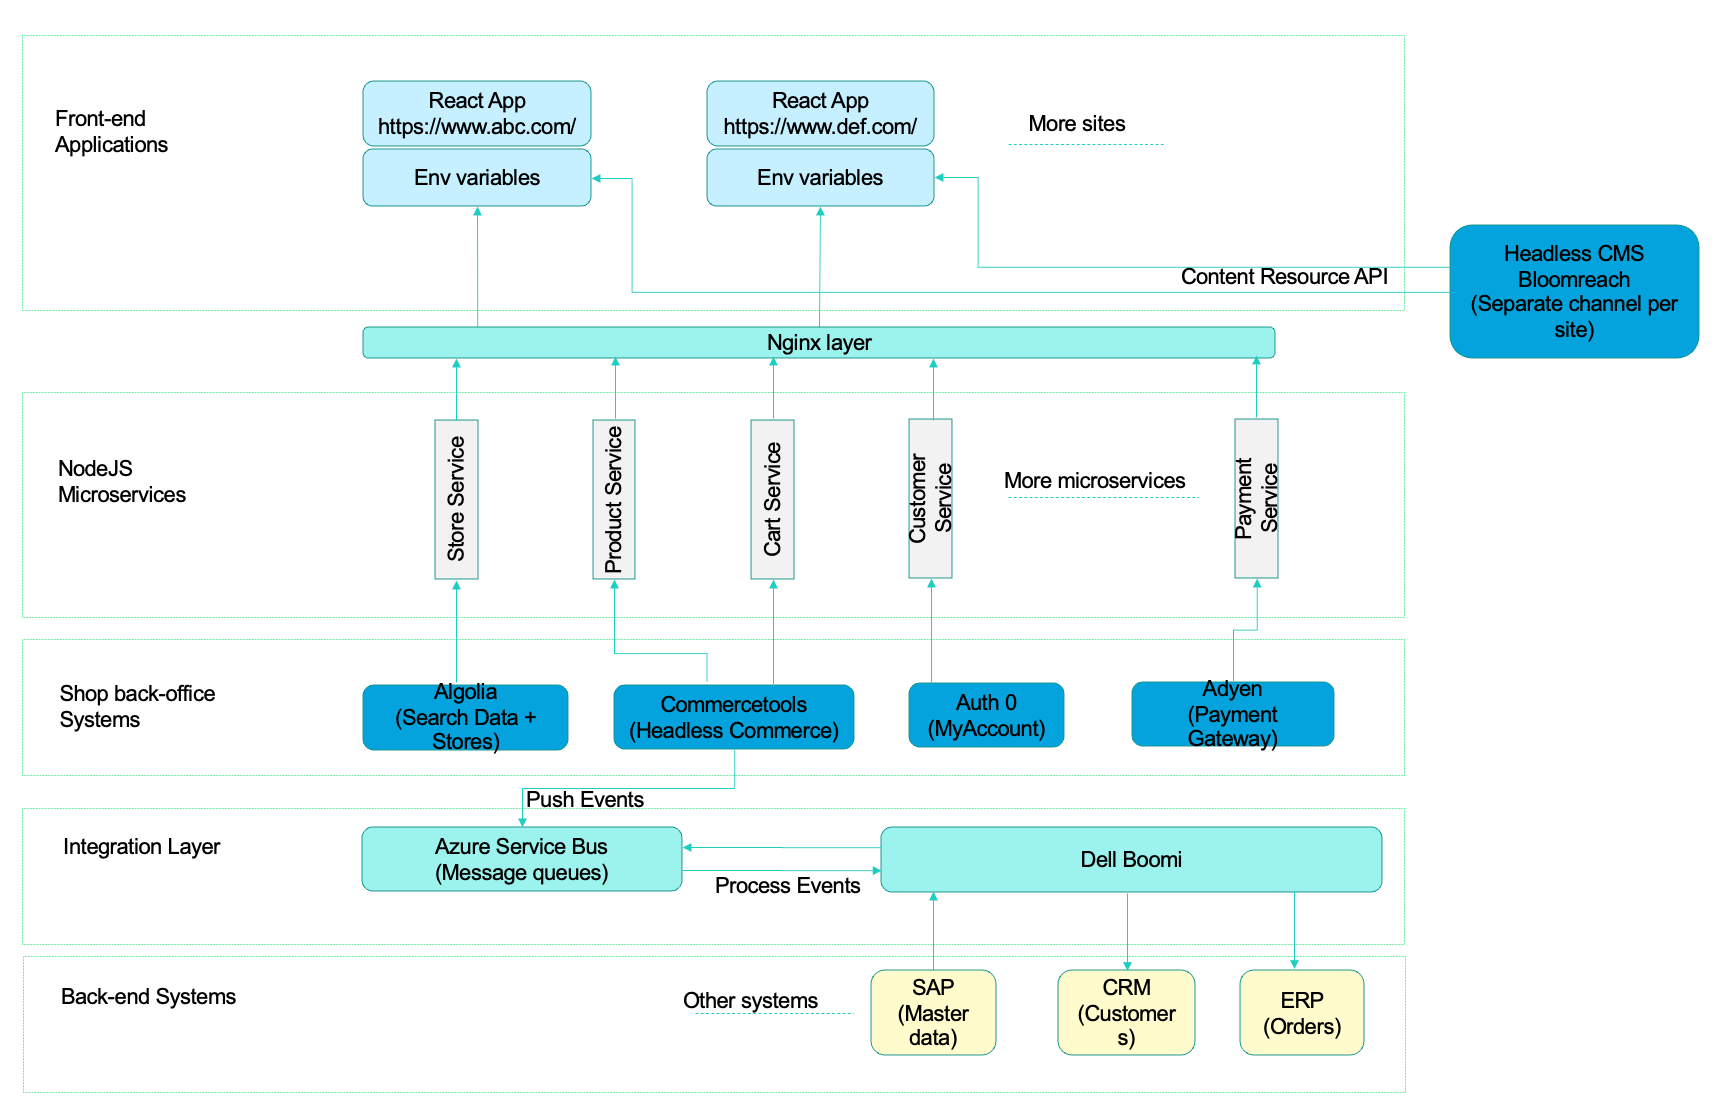 Front-end
Applications
React App
https://www.abc.com/
Env variables
React App
https://www.def.com/
Env variables
More sites
Content Resource API
Headless CMS
Bloomreach
(Separate channel per
site)
Nginx layer
NodeJS
Microservices
Store Service
Product Service
Cart Service
Customer
Service
More microservices
Payment
Service
Shop back-office
Systems
Algolia
(Search Data +
Stores)
Commercetools
(Headless Commerce)
Auth 0
(MyAccount)
Adyen
(Payment
Gateway)
Push Events
Integration Layer
Azure Service Bus
(Message queues)
Process Events
Dell Boomi
Back-end Systems
Other systems
SAP
(Master
data)
CRM
(Customer
s)
ERP
(Orders)